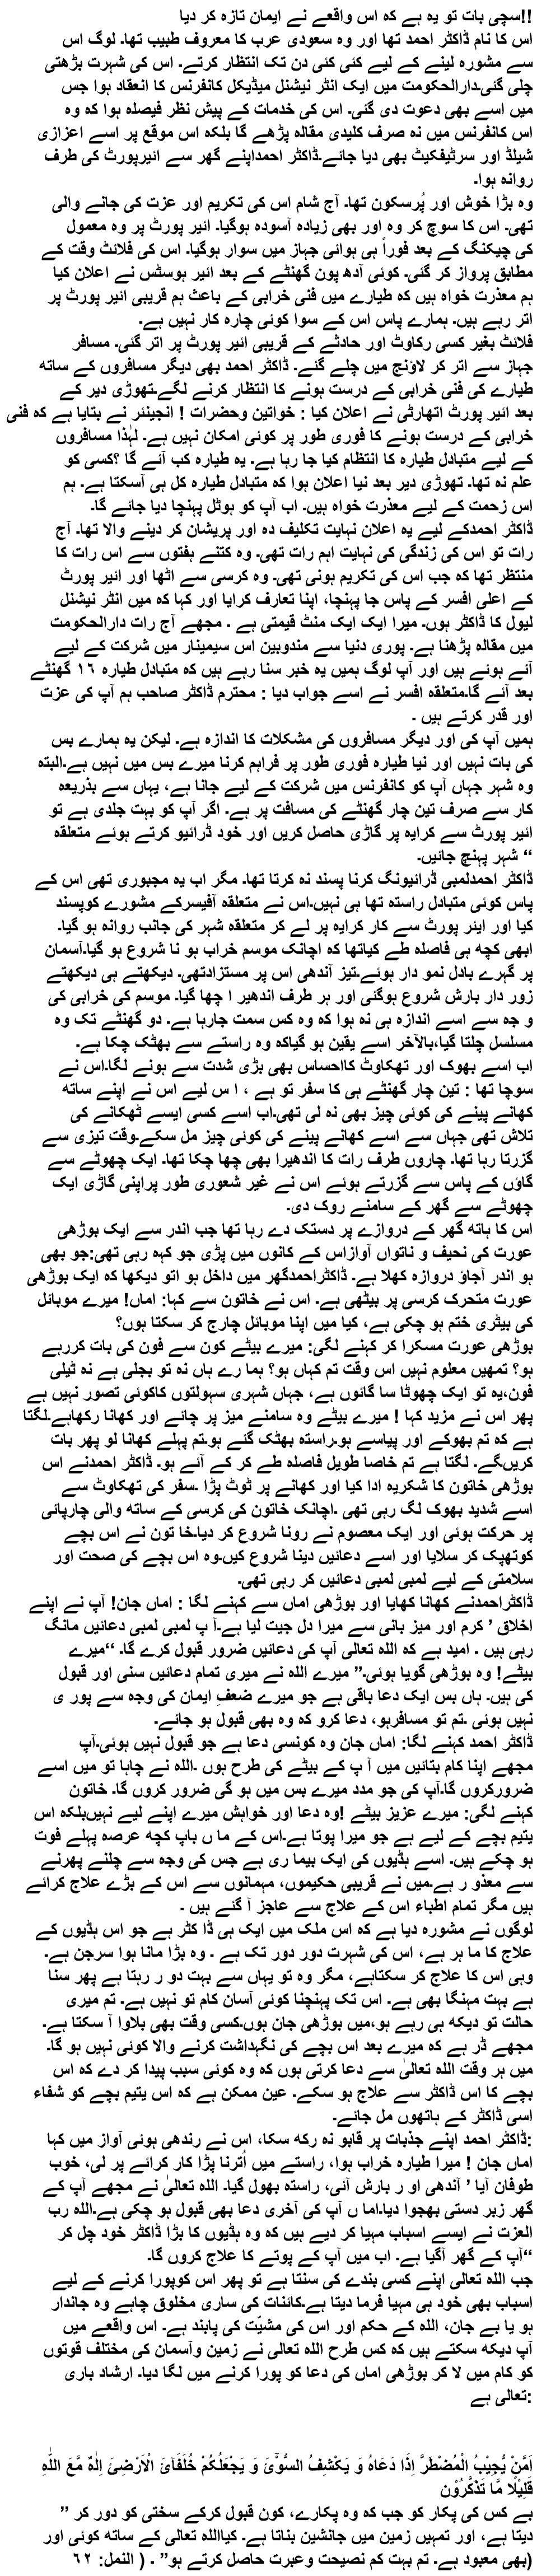 !!سچی بات تو یہ ہے کہ اس واقعے نے ایمان تازہ کر دیا
اس کا نام ڈاکٹر احمد تھا اور وہ سعودی عرب کا معروف طبیب تھا۔ لوگ اس
سے مشورہ لینے کے لیے کئی کئی دن تک انتظار کرتے۔ اس کی شہرت بڑھتی
چلی گئی۔دارالحکومت میں ایک انٹر نیشنل میڈیکل کانفرنس کا انعقاد ہوا جس
میں اسے بھی دعوت دی گئی۔ اس کی خدمات کے پیش نظر فیصلہ ہوا کہ وہ
اس کانفرنس میں نہ صرف کلیدی مقالہ پڑھے گا بلکہ اس موقع پر اسے اعزازی
شیلڈ اور سرٹیفکیٹ بھی دیا جائے۔ڈاکٹر احمداپنے گھر سے ائیرپورٹ کی طرف
روانہ ہوا۔
وہ بڑا خوش اور پُرسکون تھا۔ آج شام اس کی تکریم اور عزت کی جانے والی
تھی۔ اس کا سوچ کر وہ اور بھی زیادہ آسودہ ہوگیا۔ ائیر پورٹ پر وہ معمول
کی چیکنگ کے بعد فوراً ہی ہوائی جہاز میں سوار ہوگیا۔ اس کی فلائٹ وقت کے
مطابق پرواز کر گئی۔ کوئی آدھ پون گھنٹے کے بعد ائیر ہوسٹس نے اعلان کیا
ہم معذرت خواہ ہیں کہ طیارے میں فنی خرابی کے باعث ہم قریبی ائیر پورٹ پر
اتر رہے ہیں۔ ہمارے پاس اس کے سوا کوئی چارہ کار نہیں ہے۔
فلائٹ بغیر کسی رکاوٹ اور حادثے کے قریبی ائیر پورٹ پر اتر گئی۔ مسافر
جہاز سے اتر کر لاؤنج میں چلے گئے۔ ڈاکٹر احمد بھی دیگر مسافروں کے ساتھ
طیارے کی فنی خرابی کے درست ہونے کا انتظار کرنے لگے۔تھوڑی دیر کے
بعد ائیر پورٹ اتھارٹی نے اعلان کیا : خواتین وحضرات ! انجینئر نے بتایا ہے کہ فنی
خرابی کے درست ہونے کا فوری طور پر کوئی امکان نہیں ہے۔ لہٰذا مسافروں
کے لیے متبادل طیارہ کا انتظام کیا جا رہا ہے۔ یہ طیارہ کب آئے گا ؟کسی کو
علم نہ تھا۔ تھوڑی دیر بعد نیا اعلان ہوا کہ متبادل طیارہ کل ہی آسکتا ہے۔ ہم
اس زحمت کے لیے معذرت خواہ ہیں۔ اب آپ کو ہوٹل پہنچا دیا جائے گا۔
ڈاکٹر احمدکے لیے یہ اعلان نہایت تکلیف دہ اور پریشان کر دینے والا تھا۔ آج
رات تو اس کی زندگی کی نہایت اہم رات تھی۔ وہ کتنے ہفتوں سے اس رات کا
منتظر تھا کہ جب اس کی تکریم ہونی تھی۔ وہ کرسی سے اٹھا اور ائیر پورٹ
کے اعلی افسر کے پاس جا پہنچا، اپنا تعارف کرایا اور کہا کہ میں انٹر نیشنل
لیول کا ڈاکٹر ہوں۔ میرا ایک ایک منٹ قیمتی ہے ۔ مجھے آج رات دارالحکومت
میں مقالہ پڑھنا ہے۔ پوری دنیا سے مندوبین اس سیمینار میں شرکت کے لیے
آئے ہوئے ہیں اور آپ لوگ ہمیں یہ خبر سنا رہے ہیں کہ متبادل طیارہ ۱۶ گھنٹے
بعد آئے گا۔متعلقہ افسر نے اسے جواب دیا : محترم ڈاکٹر صاحب ہم آپ کی عزت
اور قدر کرتے ہیں ۔
ہمیں آپ کی اور دیگر مسافروں کی مشکلات کا اندازہ ہے۔ لیکن یہ ہمارے بس
کی بات نہیں اور نیا طیارہ فوری طور پر فراہم کرنا میرے بس میں نہیں ہے۔البتہ
وہ شہر جہاں آپ کو کانفرنس میں شرکت کے لیے جانا ہے، یہاں سے بذریعہ
کار سے صرف تین چار گھنٹے کی مسافت پر ہے۔ اگر آپ کو بہت جلدی ہے تو
ائیر پورٹ سے کرایہ پر گاڑی حاصل کریں اور خود ڈرائیو کرتے ہوئے متعلقہ
“ شہر پہنچ جائیں۔
ڈاکٹر احمدلمبی ڈرائیونگ کرنا پسند نہ کرتا تھا۔ مگر اب یہ مجبوری تھی اس کے
پاس کوئی متبادل راستہ تھا ہی نہیں۔اس نے متعلقہ آفیسرکے مشورے کوپسند
کیا اور ایئر پورٹ سے کار کرایہ پر لے کر متعلقہ شہر کی جانب روانہ ہو گیا۔
ابھی کچھ ہی فاصلہ طے کیاتھا کہ اچانک موسم خراب ہو نا شروع ہو گیا۔آسمان
پر گہرے بادل نمو دار ہوئے۔تیز آندھی اس پر مستزادتھی۔ دیکھتے ہی دیکھتے
زور دار بارش شروع ہوگئی اور ہر طرف اندھیر ا چھا گیا۔ موسم کی خرابی کی
و جہ سے اسے اندازہ ہی نہ ہوا کہ وہ کس سمت جارہا ہے۔ دو گھنٹے تک وہ
مسلسل چلتا گیا،بالآخر اسے یقین ہو گیاکہ وہ راستے سے بھٹک چکا ہے۔
اب اسے بھوک اور تھکاوٹ کااحساس بھی بڑی شدت سے ہونے لگا۔اس نے
سوچا تھا : تین چار گھنٹے ہی کا سفر تو ہے ، ا س لیے اس نے اپنے ساتھ
کھانے پینے کی کوئی چیز بھی نہ لی تھی۔اب اسے کسی ایسے ٹھکانے کی
تلاش تھی جہاں سے اسے کھانے پینے کی کوئی چیز مل سکے۔وقت تیزی سے
گزرتا رہا تھا۔ چاروں طرف رات کا اندھیرا بھی چھا چکا تھا۔ ایک چھوٹے سے
گاؤں کے پاس سے گزرتے ہوئے اس نے غیر شعوری طور پراپنی گاڑی ایک
چھوٹے سے گھر کے سامنے روک دی۔
اس کا ہاتھ گھر کے دروازے پر دستک دے رہا تھا جب اندر سے ایک بوڑھی
عورت کی نحیف و ناتواں آوازاس کے کانوں میں پڑی جو کہہ رہی تھی:جو بھی
ہو اندر آجاؤ دروازہ کھلا ہے۔ ڈاکٹراحمدگھر میں داخل ہو اتو دیکھا کہ ایک بوڑھی
عورت متحرک کرسی پر بیٹھی ہے۔ اس نے خاتون سے کہا: اماں! میرے موبائل
کی بیٹری ختم ہو چکی ہے، کیا میں اپنا موبائل چارج کر سکتا ہوں؟
بوڑھی عورت مسکرا کر کہنے لگی: میرے بیٹے کون سے فون کی بات کررہے
ہو؟ تمھیں معلوم نہیں اس وقت تم کہاں ہو؟ ہما رے ہاں نہ تو بجلی ہے نہ ٹیلی
فون،یہ تو ایک چھوٹا سا گائوں ہے، جہاں شہری سہولتوں کاکوئی تصور نہیں ہے
پھر اس نے مزید کہا ! میرے بیٹے وہ سامنے میز پر چائے اور کھانا رکھاہے۔لگتا
ہے کہ تم بھوکے اور پیاسے ہو۔راستہ بھٹک گئے ہو۔تم پہلے کھانا لو پھر بات
کریں‌گے۔ لگتا ہے تم خاصا طویل فاصلہ طے کر کے آئے ہو۔ ڈاکٹر احمدنے اس
بوڑھی خاتون کا شکریہ ادا کیا اور کھانے پر ٹوٹ پڑا ۔سفر کی تھکاوٹ سے
اسے شدید بھوک لگ رہی تھی ۔اچانک خاتون کی کرسی کے ساتھ والی چارپائی
پر حرکت ہوئی اور ایک معصوم نے رونا شروع کر دیا۔خا تون نے اس بچے
کوتھپک کر سلایا اور اسے دعائیں دینا شروع کیں۔وہ اس بچے کی صحت اور
سلامتی کے لیے لمبی لمبی دعائیں کر رہی تھی۔
ڈاکٹراحمدنے کھانا کھایا اور بوڑھی اماں سے کہنے لگا : اماں جان! آپ نے اپنے
اخلاق ’ کرم اور میز بانی سے میرا دل جیت لیا ہے۔آ پ لمبی لمبی دعائیں مانگ
رہی ہیں ۔ امید ہے کہ اللہ تعالی آپ کی دعائیں ضرور قبول کرے گا۔ ‘‘میرے
بیٹے! وہ بوڑھی گویا ہوئی۔’’ میرے اللہ نے میری تمام دعائیں سنی اور قبول
کی ہیں۔ ہاں بس ایک دعا باقی ہے جو میرے ضعفِ ایمان کی وجہ سے پور ی
نہیں ہوئی ۔تم تو مسافرہو، دعا کرو کہ وہ بھی قبول ہو جائے۔
ڈاکٹر احمد کہنے لگا: اماں جان وہ کونسی دعا ہے جو قبول نہیں ہوئی۔آپ
مجھے اپنا کام بتائیں میں آ پ کے بیٹے کی طرح ہوں ۔اللہ نے چاہا تو میں اسے
ضرورکروں گا۔آپ کی جو مدد میرے بس میں ہو گی ضرور کروں گا۔ خاتون
کہنے لگی: میرے عزیز بیٹے !وہ دعا اور خواہش میرے اپنے لیے نہیں‌بلکہ اس
یتیم بچے کے لیے ہے جو میرا پوتا ہے۔اس کے ما ں باپ کچھ عرصہ پہلے فوت
ہو چکے ہیں۔ اسے ہڈیوں کی ایک بیما ری ہے جس کی وجہ سے چلنے پھرنے
سے معذو ر ہے۔میں نے قریبی حکیموں، مہمانوں سے اس کے بڑے علاج کرائے
ہیں مگر تمام اطباء اس کے علاج سے عاجز آ گئے ہیں ۔
لوگوں نے مشورہ دیا ہے کہ اس ملک میں ایک ہی ڈا کٹر ہے جو اس ہڈیوں کے
علاج کا ما ہر ہے، اس کی شہرت دور دور تک ہے ۔ وہ بڑا مانا ہوا سرجن ہے۔
وہی اس کا علاج کر سکتاہے، مگر وہ تو یہاں سے بہت دو ر رہتا ہے پھر سنا
ہے بہت مہنگا بھی ہے۔ اس تک پہنچنا کوئی آسان کام تو نہیں ہے۔ تم میری
حالت تو دیکھ ہی رہے ہو،میں بوڑھی جان ہوں۔کسی وقت بھی بلاوا آ سکتا ہے۔
مجھے ڈر ہے کہ میرے بعد اس بچے کی نگہداشت کرنے والا کوئی نہیں ہو گا۔
میں ہر وقت اللہ تعالیٰ سے دعا کرتی ہوں کہ وہ کوئی سبب پیدا کر دے کہ اس
بچے کا اس ڈاکٹر سے علاج ہو سکے۔ عین ممکن ہے کہ اس یتیم بچے کو شفاء
اسی ڈاکٹر کے ہاتھوں مل جائے۔
:ڈاکٹر احمد اپنے جذبات پر قابو نہ رکھ سکا، اس نے رندھی ہوئی آواز میں کہا
اماں جان ! میرا طیارہ خراب ہوا، راستے میں اُترنا پڑا کار کرائے پر لی، خوب
طوفان آیا ’ آندھی او ر بارش آئی، راستہ بھول گیا۔ اللہ تعالیٰ نے مجھے آپ کے
گھر زبر دستی بھجوا دیا۔اما ں آپ کی آخری دعا بھی قبول ہو چکی ہے۔اللہ رب
العزت نے ایسے اسباب مہیا کر دیے ہیں کہ وہ ہڈیوں کا بڑا ڈاکٹر خود چل کر
“آپ کے گھر آگیا ہے۔ اب میں آپ کے پوتے کا علاج کروں گا۔
جب اللہ تعالی اپنے کسی بندے کی سنتا ہے تو پھر اس کوپورا کرنے کے لیے
اسباب بھی خود ہی مہیا فرما دیتا ہے۔کائنات کی ساری مخلوق چاہے وہ جاندار
ہو یا بے جان، اللہ کے حکم اور اس کی مشیّت کی پابند ہے۔ اس واقعے میں
آپ دیکھ سکتے ہیں کہ کس طرح اللہ تعالی نے زمین وآسمان کی مختلف قوتوں
کو کام میں لا کر بوڑھی اماں کی دعا کو پورا کرنے میں لگا دیا۔ ارشاد باری
:تعالی ہے
اَمَّنْ یُّجِیْبُ الْمُضْطَرَّ اِذَا دَعَاہُ وَ یَکْشِفُ السُّوْٓئَ وَ یَجْعَلُکُمْ خُلَفَآئَ الْاَرْضِئَ اِلٰہٌ مَّعَ اللّٰہِ
قَلِیْلًا مَّا تَذَکَّرُوْن
بے کس کی پکار کو جب کہ وہ پکارے، کون قبول کرکے سختی کو دور کر ’’
دیتا ہے، اور تمہیں زمین میں جانشین بناتا ہے۔ کیااللہ تعالی کے ساتھ کوئی اور
(بھی معبود ہے۔ تم بہت کم نصیحت وعبرت حاصل کرتے ہو’’ ۔ ( النمل: ۶۲